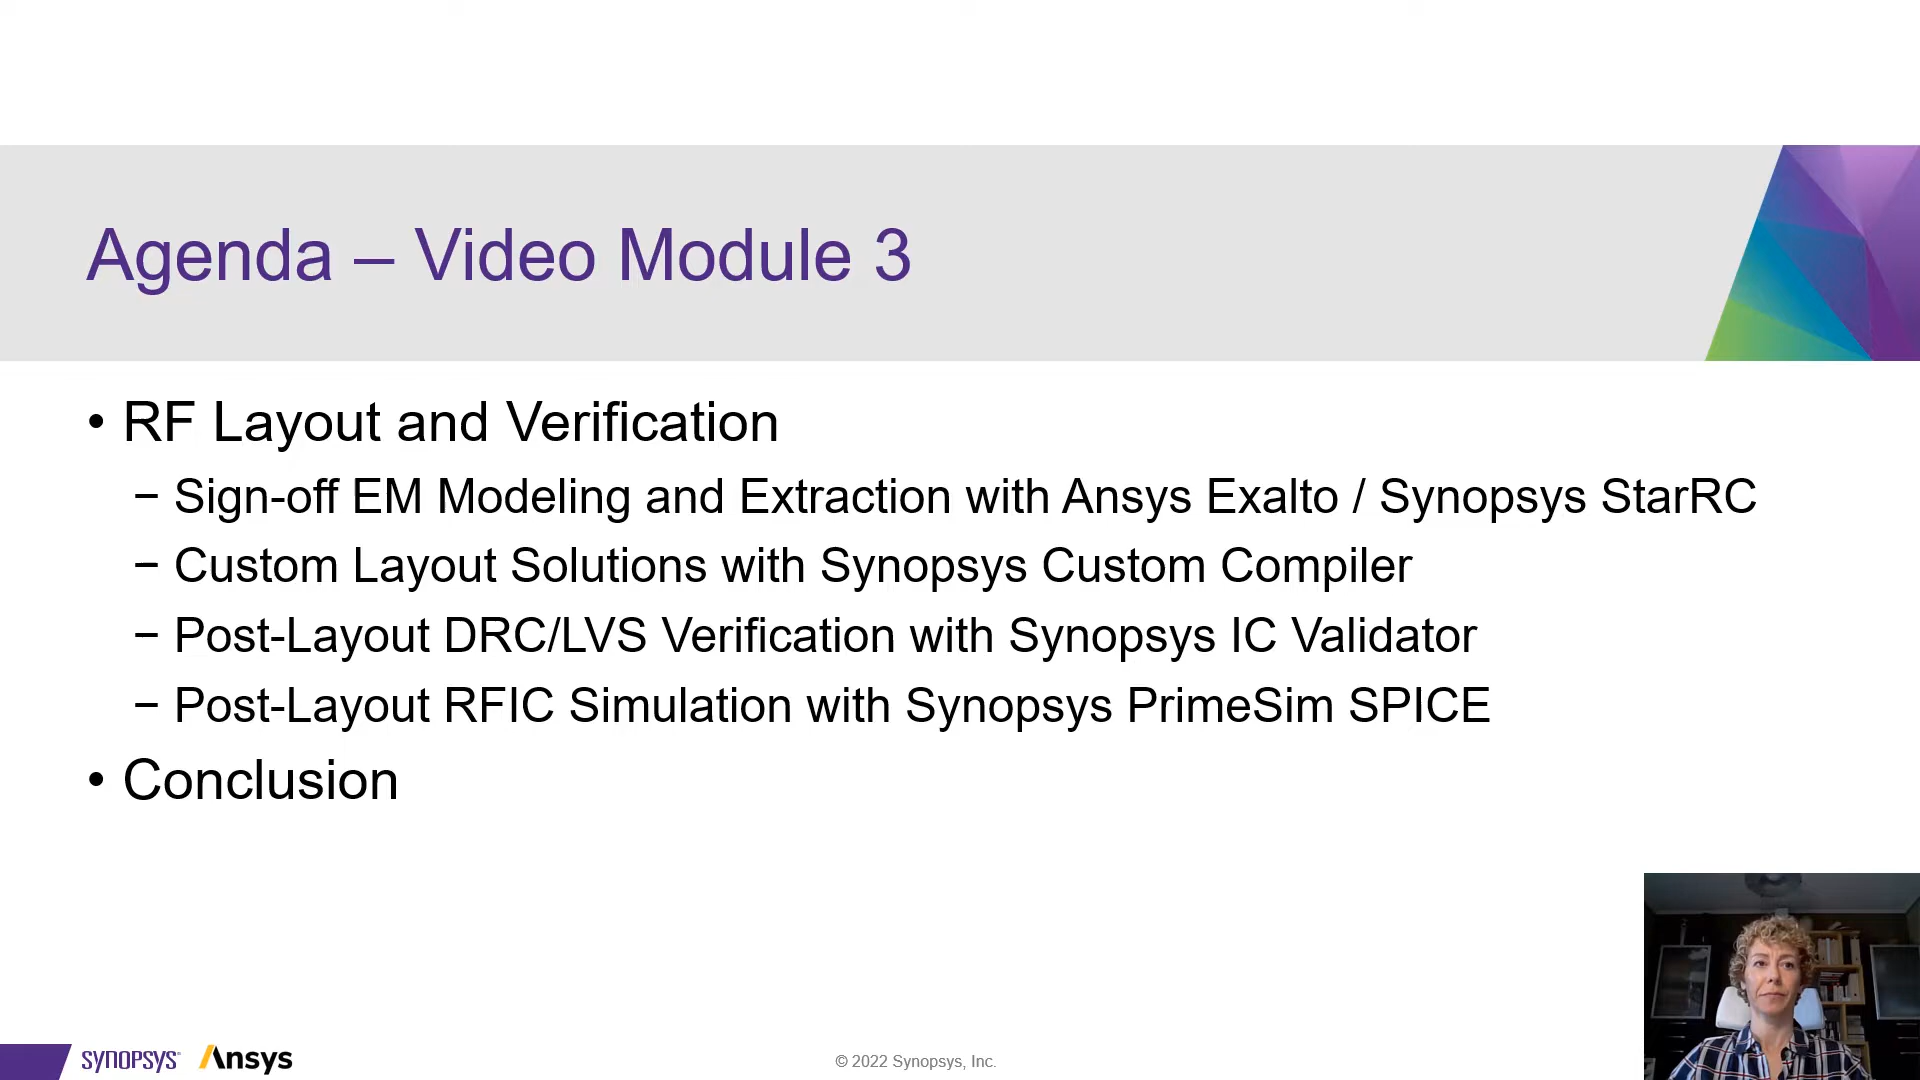 Agenda – Video Module 3
• RF Layout and Verification
− Sign-off EM Modeling and Extraction with Ansys Exalto / Synopsys StarRC
− Custom Layout Solutions with Synopsys Custom Compiler
− Post-Layout DRC/LVS Verification with Synopsys IC Validator
− Post-Layout RFIC Simulation with Synopsys PrimeSim SPICE
• Conclusion
SYNOPSYS® Ansys
© 2022 Synopsys, Inc.